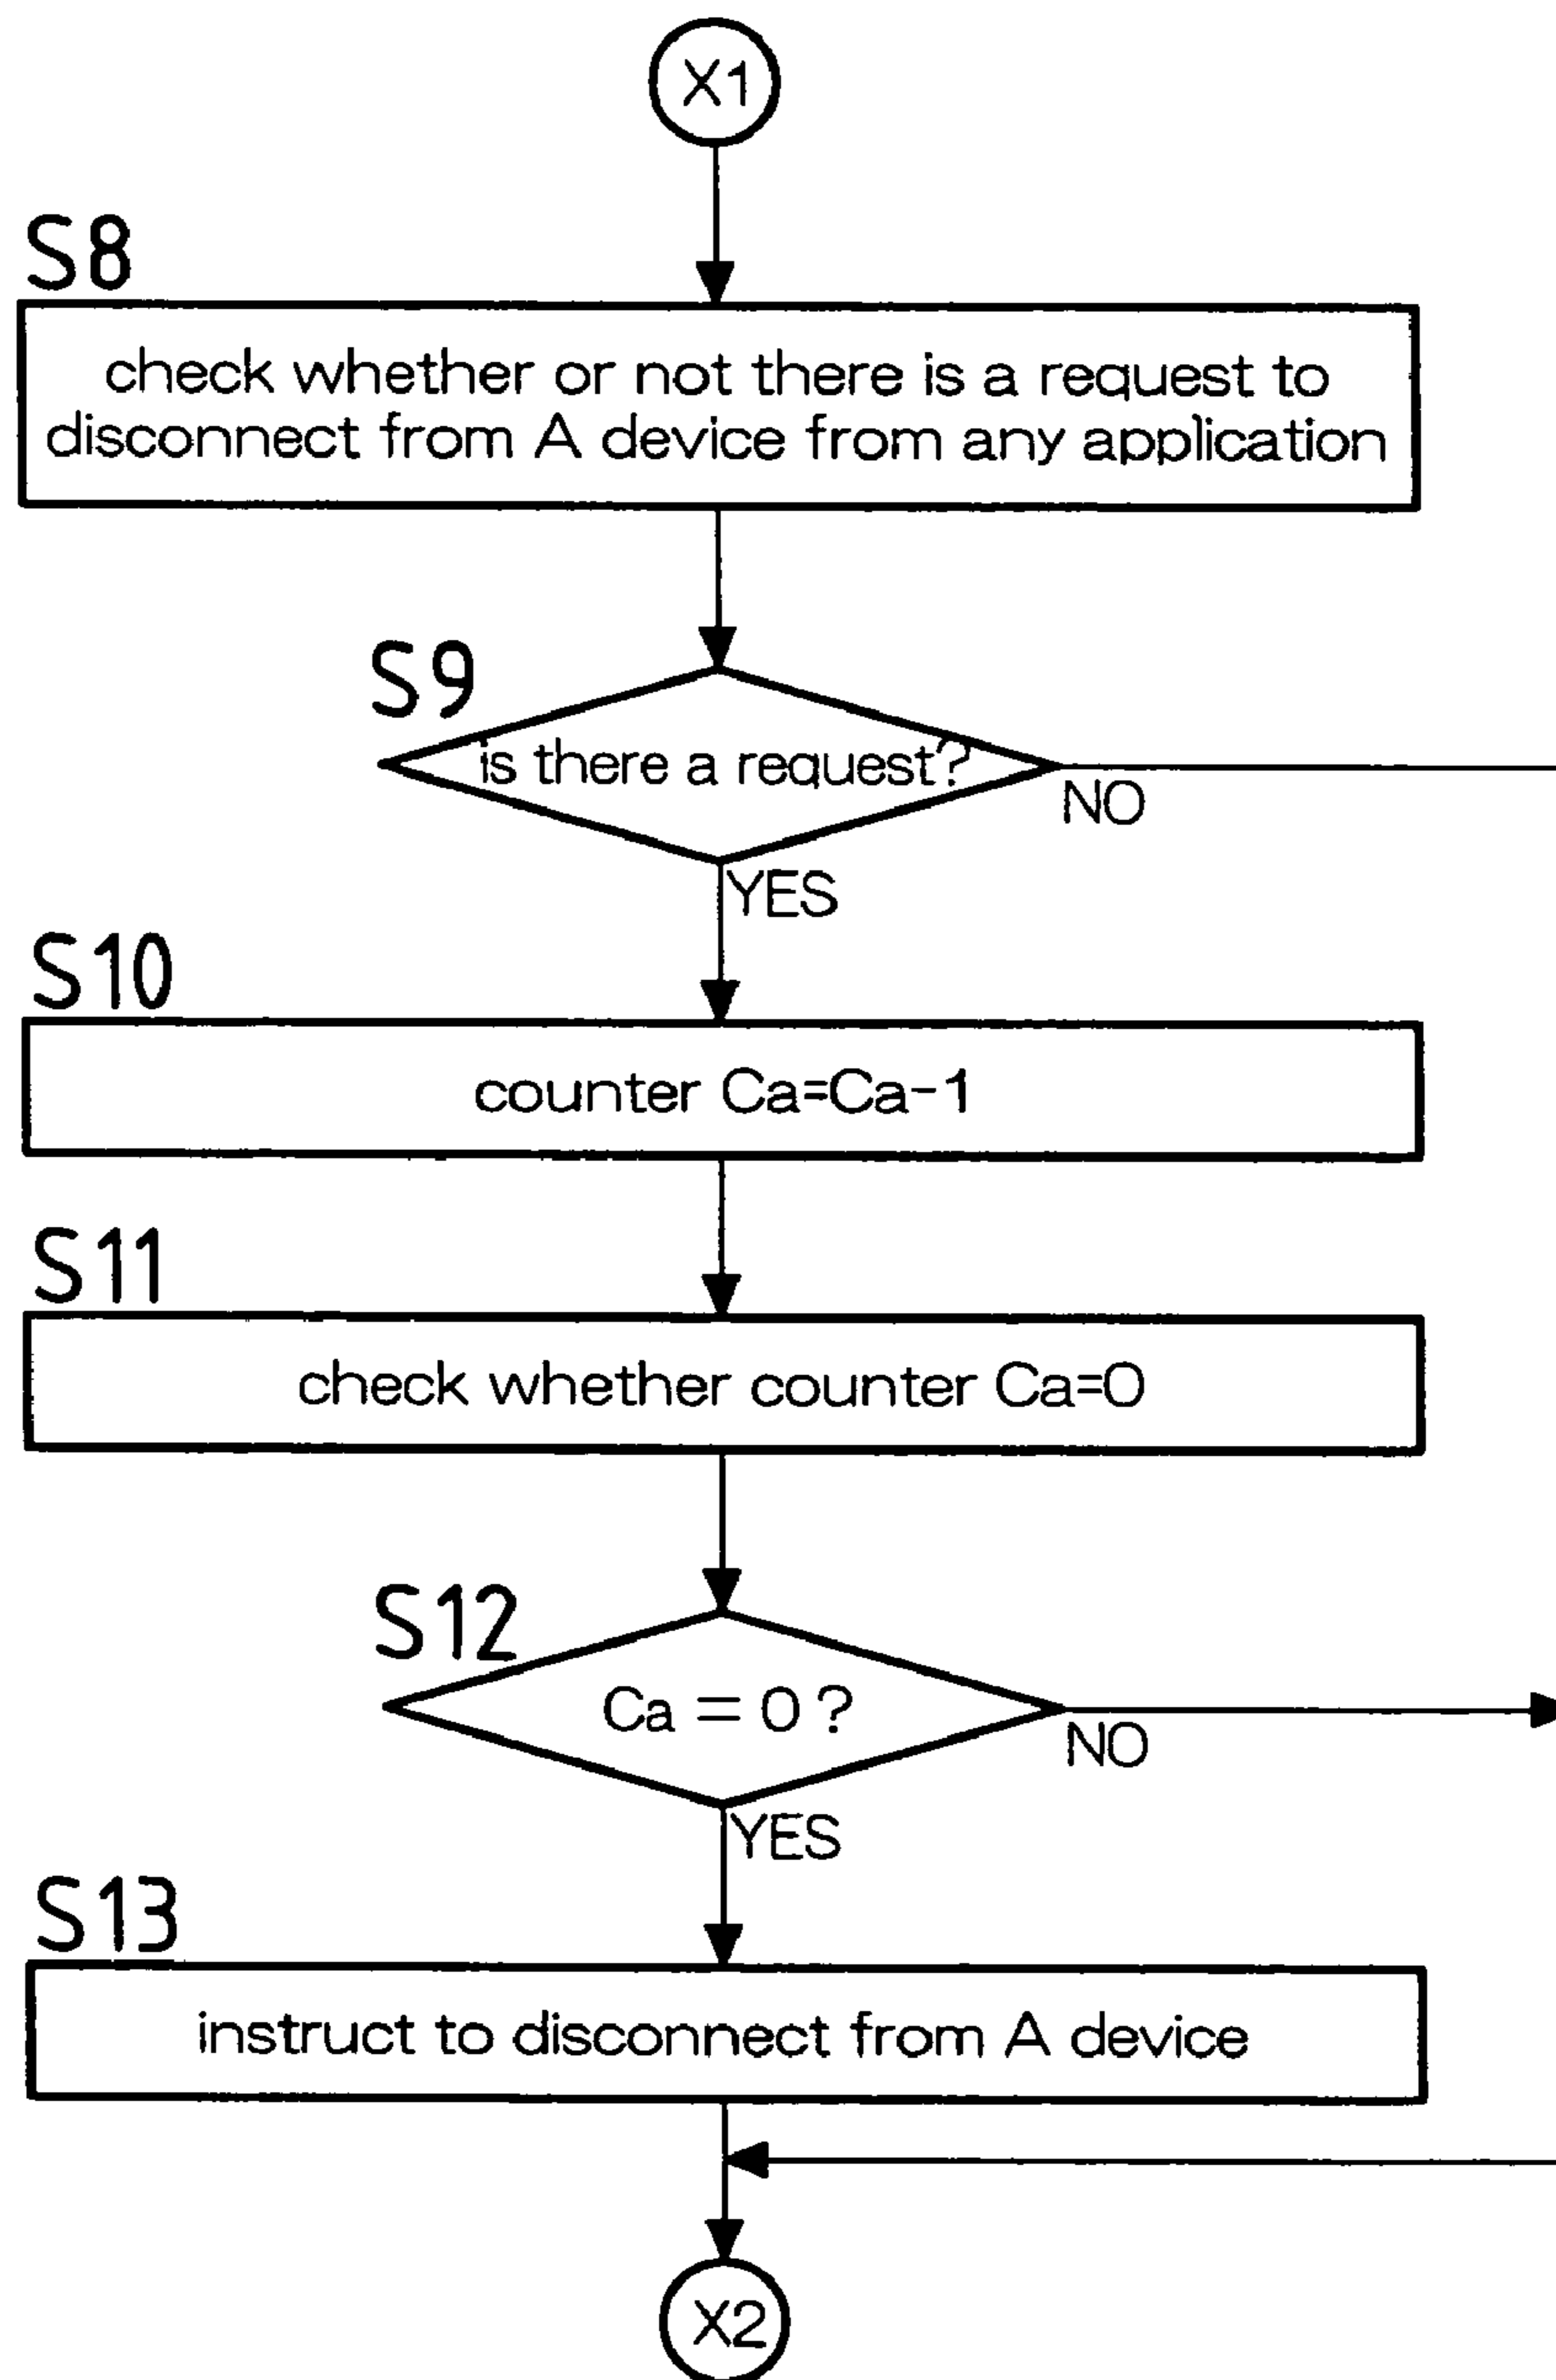 X1
S8
check whether or not there is a request to
disconnect from A device from any application
S9
is there a request?
NO
YES
S10
counter Ca=Ca-1
S11
check whether counter Ca=0
S12
Ca = 0 ?
NO
YES
S13
instruct to disconnect from A device
X2